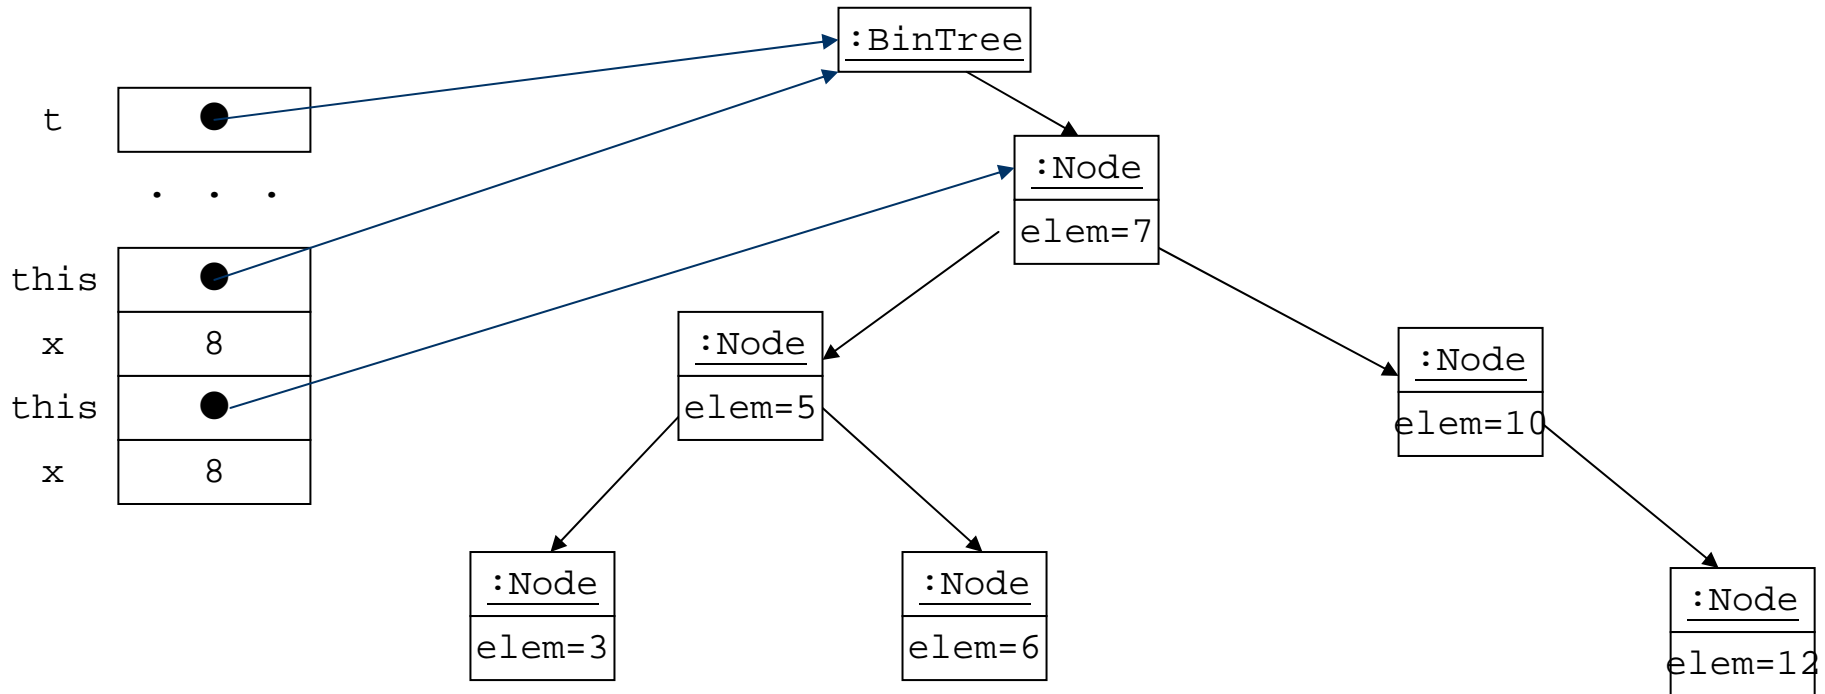 :BinTree
t
. . .
:Node
elem=7
this
x 8
this
x 8
:Node
elem=5
:Node
elem=10
:Node
elem=3
:Node
elem=6
:Node
elem=12